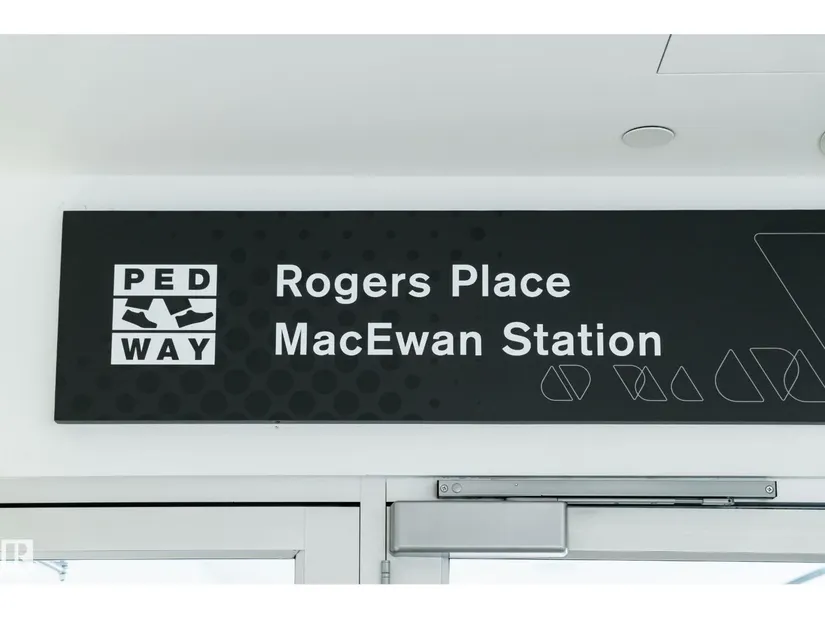 PED
WAY
Rogers Place
MacEwan Station
R